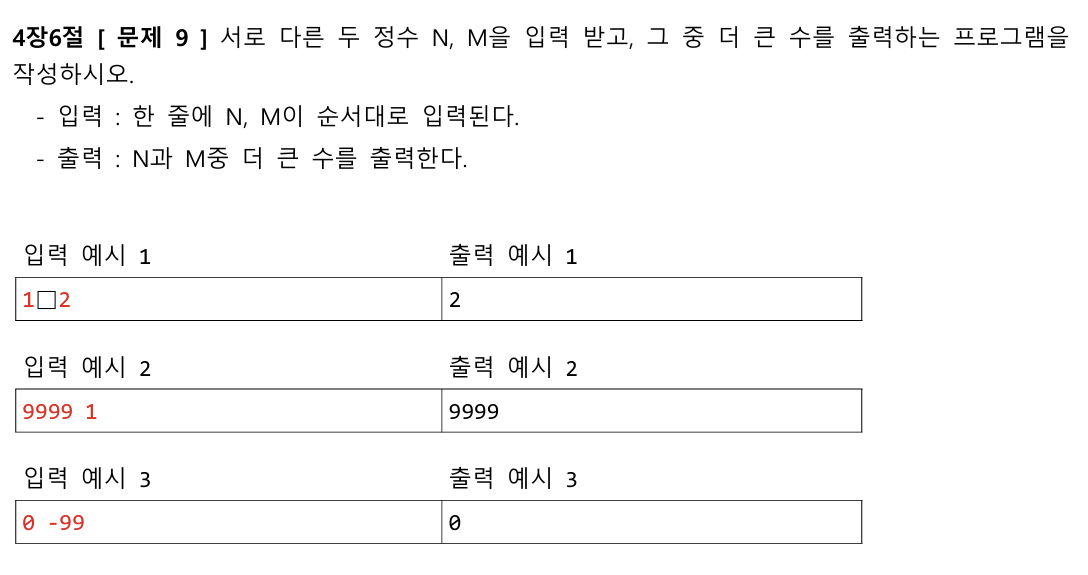 4장6절 [ 문제 9 ] 서로 다른 두 정수 N, M을 입력 받고, 그 중 더 큰 수를 출력하는 프로그램을
작성하시오.
- 입력 : 한 줄에 N, M이 순서대로 입력된다.
- 출력 : N과 M중 더 큰 수를 출력한다.
입력 예시 1 출력 예시 1
1□2 2
입력 예시 2 출력 예시 2
9999 1 9999
입력 예시 3 출력 예시 3
0 -99 0